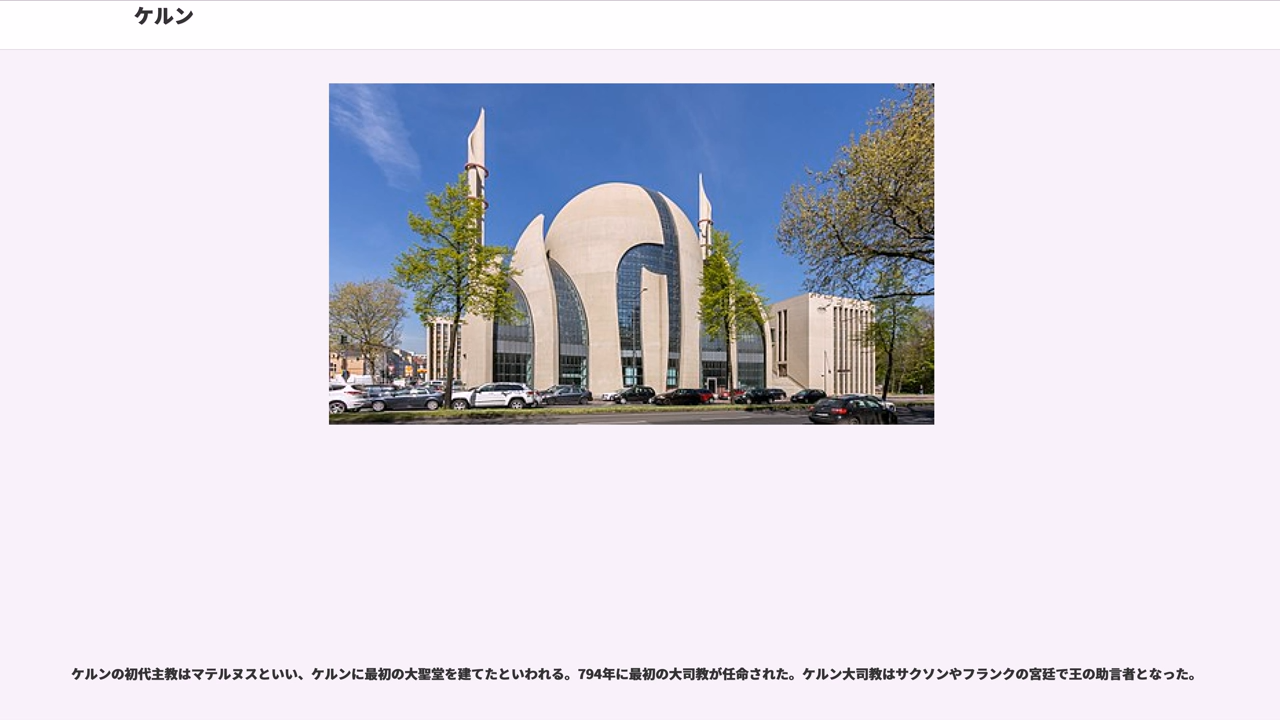 ケルン
ケルンの初代主教はマテルヌスといい、ケルンに最初の大聖堂を建てたといわれる。794年に最初の大司教が任命された。ケルン大司教はサクソンやフランクの宮廷で王の助言者となった。